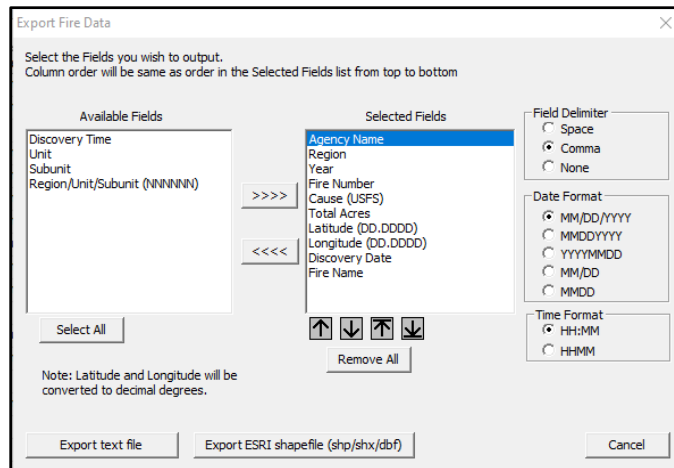 Export Fire Data
Select the Fields you wish to output.
Column order will be same as order in the Selected Fields list from top to bottom
Available Fields
Discovery Time
Unit
Subunit
Region/Unit/Subunit (NNNNNN)
Select All
Note: Latitude and Longitude will be
converted to decimal degrees.
>>>>
<<<<
Selected Fields
Agency Name
Region
Year
Fire Number
Cause (USFS)
Total Acres
Latitude (DD.DDDD)
Longitude (DD.DDDD)
Discovery Date
Fire Name
Remove All
Field Delimiter
Space
Comma
None
Date Format
MM/DD/YYYY
MMDDYYYY
YYYYMMDD
MM/DD
MMDD
Time Format
HH:MM
HHMM
Export text file
Export ESRI shapefile (shp/shx/dbf)
Cancel